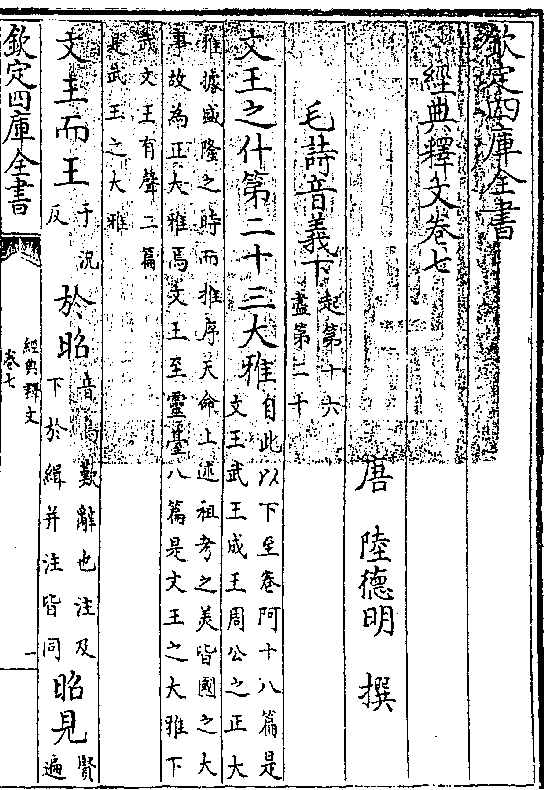 欽定四庫全書
經典釋文卷七
唐 陸德明 撰
毛詩音義下 起第十六
盡第二十
文王之什第二十三大雅 自此以下至卷阿十八篇是
文王武王成王周公之正大
雅據盛隆之時而推序天命上述祖考之美皆國之大
事故為正大雅焉文王至靈臺八篇是文王之大雅下
武文王有聲二篇
是武王之大雅
文王而王 于況
反 於昭 音烏歎辭也注及
下於緝并注皆同 昭見 賢
遍
欽定四庫全書
經典釋文
卷七
一